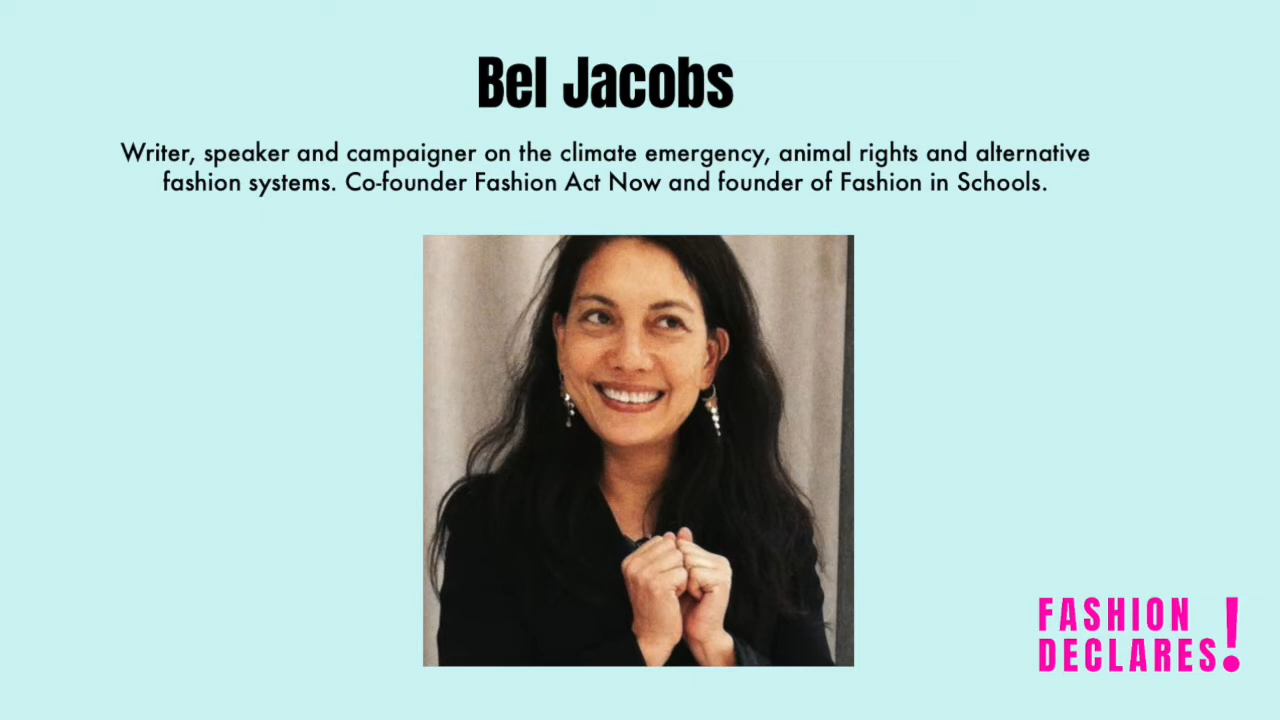 Bel Jacobs
Writer, speaker and campaigner on the climate emergency, animal rights and alternative
fashion systems. Co-founder Fashion Act Now and founder of Fashion in Schools.
FASHION
DECLARES!